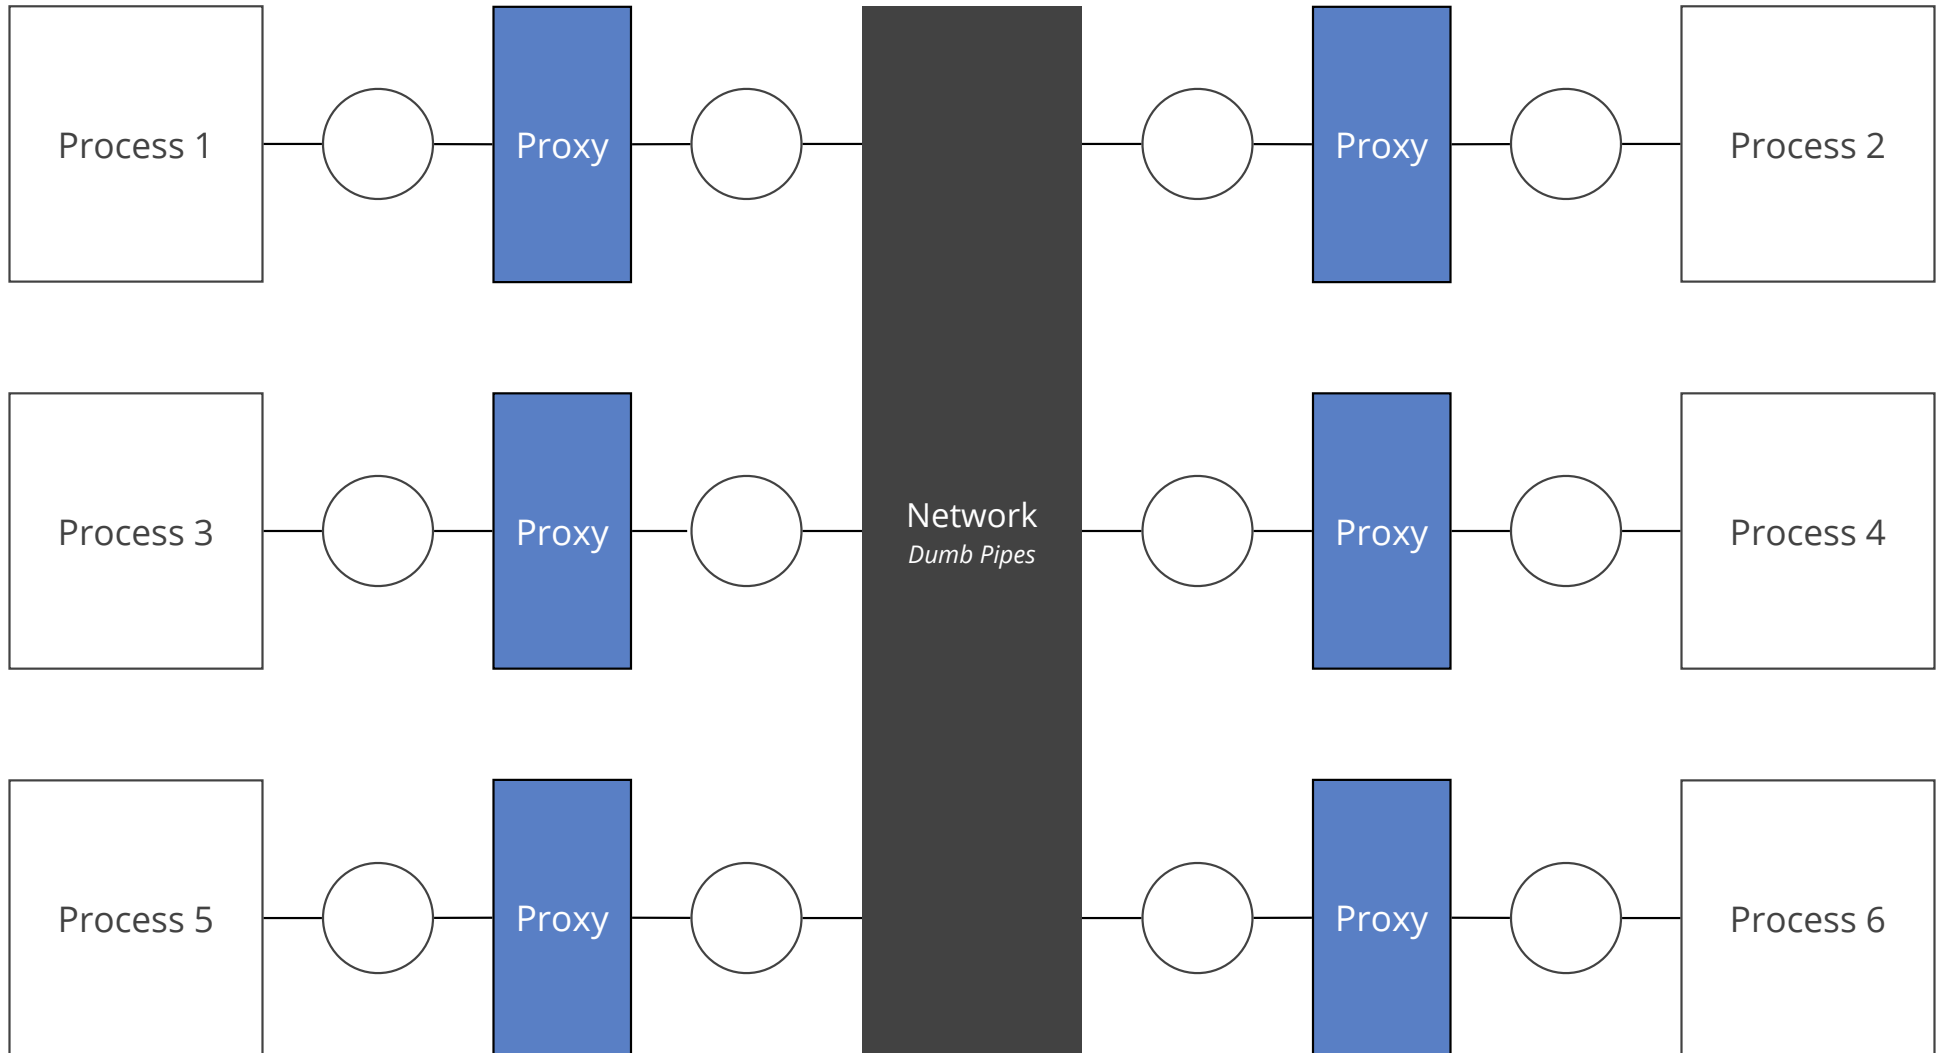 Process 1
Proxy
Proxy
Process 2
Process 3
Proxy
Network
Dumb Pipes
Proxy
Process 4
Process 5
Proxy
Proxy
Process 6